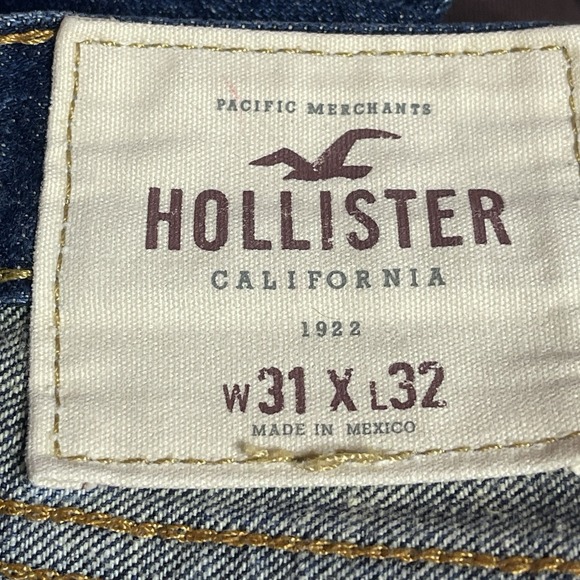 PACIFIC MERCHANTS
HOLLISTER
CALIFORNIA
1922
W31 X L32
MADE IN MEXICO